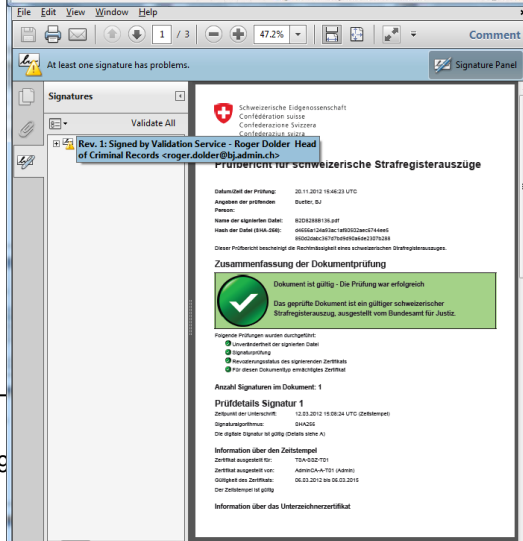 File Edit View Window Help
1 / 3 47.2% Comment
At least one signature has problems. Signature Panel
Signatures
Validate All
Rev. 1: Signed by Validation Service - Roger Dolder Head
of Criminal Records <roger.dolder@bj.admin.ch>
Schweizerische Eidgenossenschaft
Confédération suisse
Confederazione Svizzera
Confederaziun svizra
Prüfbericht für schweizerische Strafregisterauszüge
Datum/Zeit der Prüfung: 20.11.2012 15:46:23 UTC
Angaben der prüfenden Buetler, BJ
Person:
Name der signierten Datei: B2D8288B136.pdf
Hash der Datei (SHA-256):
Dieser Prüfbericht bescheinigt die Rechtmässigkeit eines schweizerischen Strafregisterauszuges.
Zusammenfassung der Dokumentprüfung
Dokument ist gültig - Die Prüfung war erfolgreich
Das geprüfte Dokument ist ein gültiger schweizerischer
Strafregisterauszug, ausgestellt vom Bundesamt für Justiz.
Folgende Prüfungen wurden durchgeführt:
Unverändertheit der signierten Datei
Signaturprüfung
Revozierungsstatus des signierenden Zertifikats
Für diesen Dokumenttyp ermächtigtes Zertifikat
Anzahl Signaturen im Dokument: 1
Prüfdetails Signatur 1
Zeitpunkt der Unterschrift: 12.03.2012 15:08:24 UTC (Zeitstempel)
Signaturalgorithmus: SHA256
Die digitale Signatur ist gültig (Details siehe A)
Information über den Zeitstempel
Zertifikat ausgestellt für: TSA-SSZ-T01
Zertifikat ausgestellt von: AdminCA-A-T01 (Admin)
Gültigkeit des Zertifikats: 06.03.2012 bis 06.03.2015
Der Zeitstempel ist gültig
Information über das Unterzeichnerzertifikat